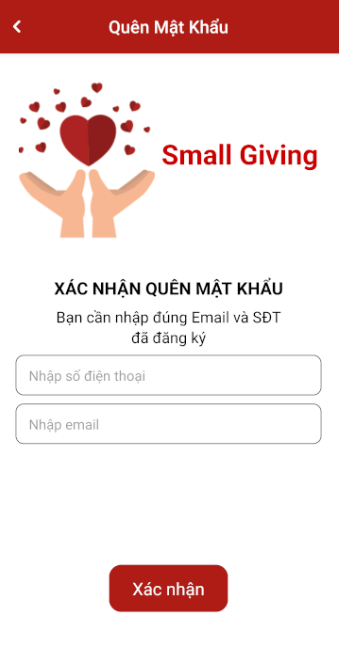 Quên Mật Khẩu
Small Giving
XÁC NHẬN QUÊN MẬT KHẨU
Bạn cần nhập đúng Email và SĐT
đã đăng ký
Nhập số điện thoại
Nhập email
Xác nhận